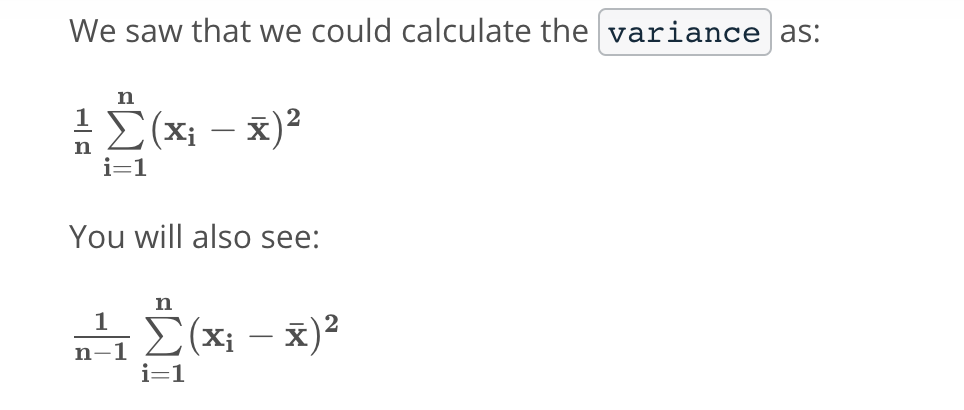 We saw that we could calculate the variance as:
$\frac{1}{n} \sum_{i=1}^{n} (x_i - \bar{x})^2$
You will also see:
$\frac{1}{n-1} \sum_{i=1}^{n} (x_i - \bar{x})^2$